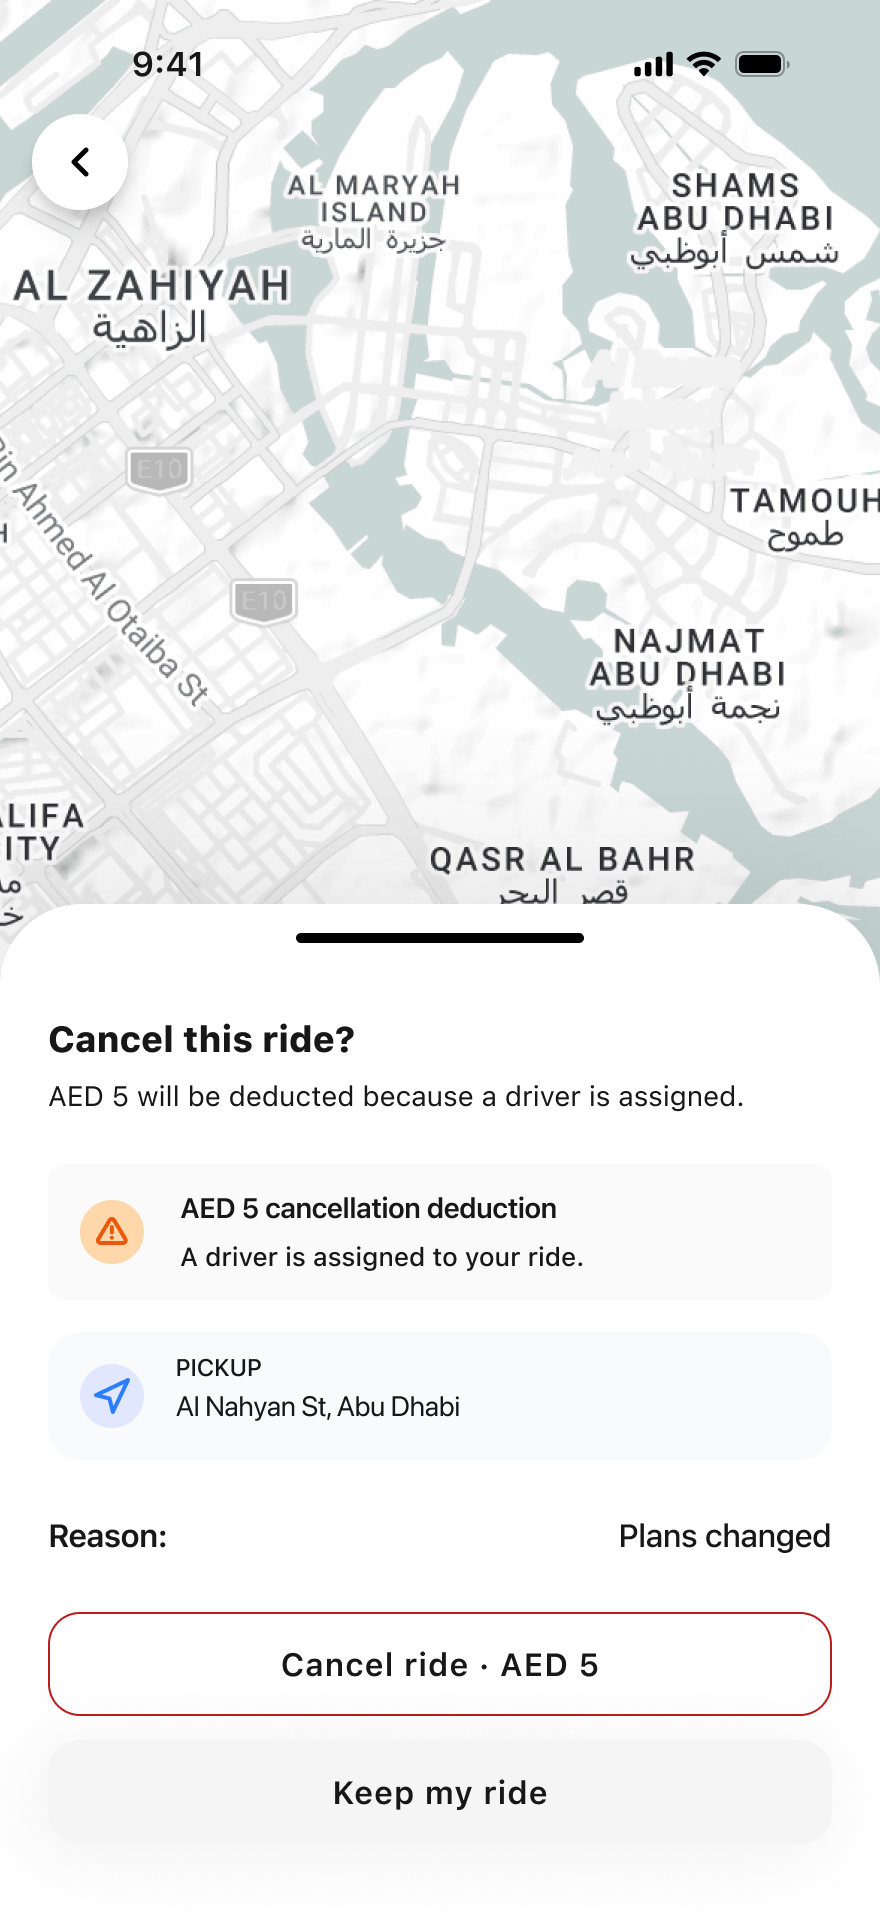 9:41
AL MARYAH
ISLAND
جزيرة المارية
SHAMS
ABU DHABI
شمس أبوظبي
AL ZAHIYAH
الزاهية
E10
Bin Ahmed Al Otaiba St
TAMOUH
طموح
E10
NAJMAT
ABU DHABI
نجمة أبوظبي
ALIFA
ITY
QASR AL BAHR
قصر البحر
Cancel this ride?
AED 5 will be deducted because a driver is assigned.
AED 5 cancellation deduction
A driver is assigned to your ride.
PICKUP
Al Nahyan St, Abu Dhabi
Reason:
Plans changed
Cancel ride · AED 5
Keep my ride